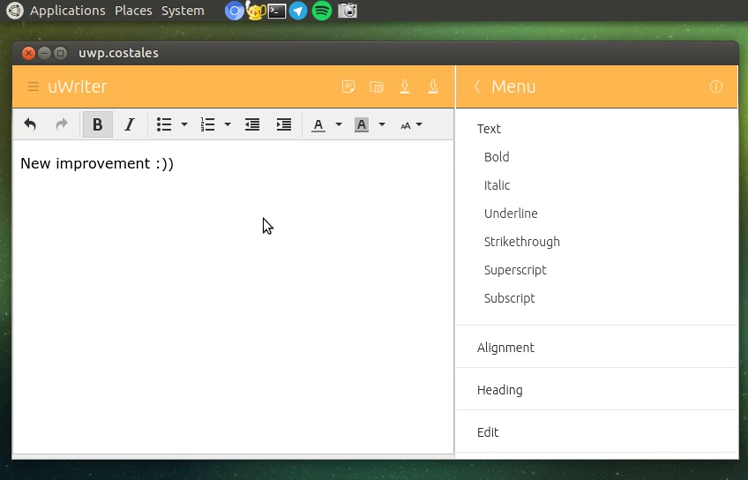 Applications Places System
uwp.costales
uWriter
Menu
B I A A AA
New improvement :))
Text
Bold
Italic
Underline
Strikethrough
Superscript
Subscript
Alignment
Heading
Edit